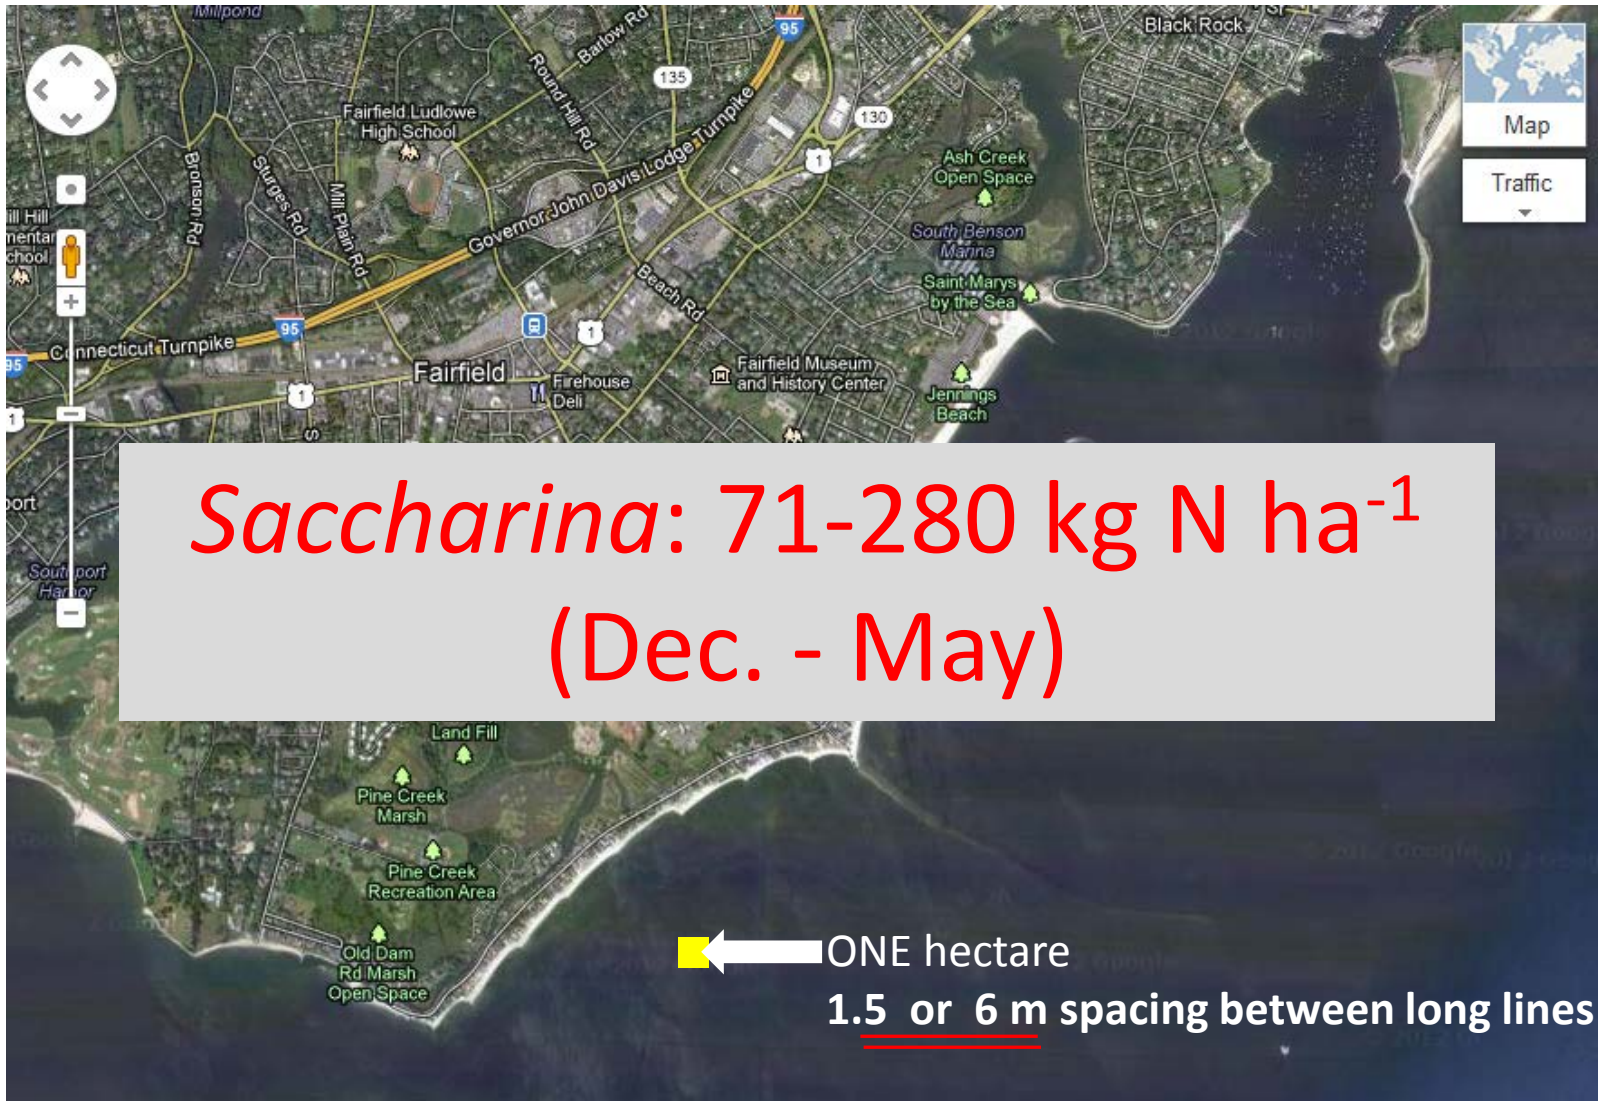 Millpond
Barlow Rd
95
Black Rock
Map
Traffic
135
Round Hill Rd
130
Fairfield Ludlowe
High School
1
Ash Creek
Open Space
Bronson Rd
Sturges Rd
Mill Plain Rd
Governor John Davis Lodge Turnpike
South Benson
Marina
Saint Marys
by the Sea
Beach Rd
95
1
Connecticut Turnpike
95
Fairfield
Firehouse
Deli
Fairfield Museum
and History Center
Jennings
Beach
1
1
S
Saccharina: 71-280 kg N ha-1
(Dec. - May)
Southport
Harbor
Land Fill
Pine Creek
Marsh
Pine Creek
Recreation Area
Old Dam
Rd Marsh
Open Space
ONE hectare
1.5 or 6 m spacing between long lines